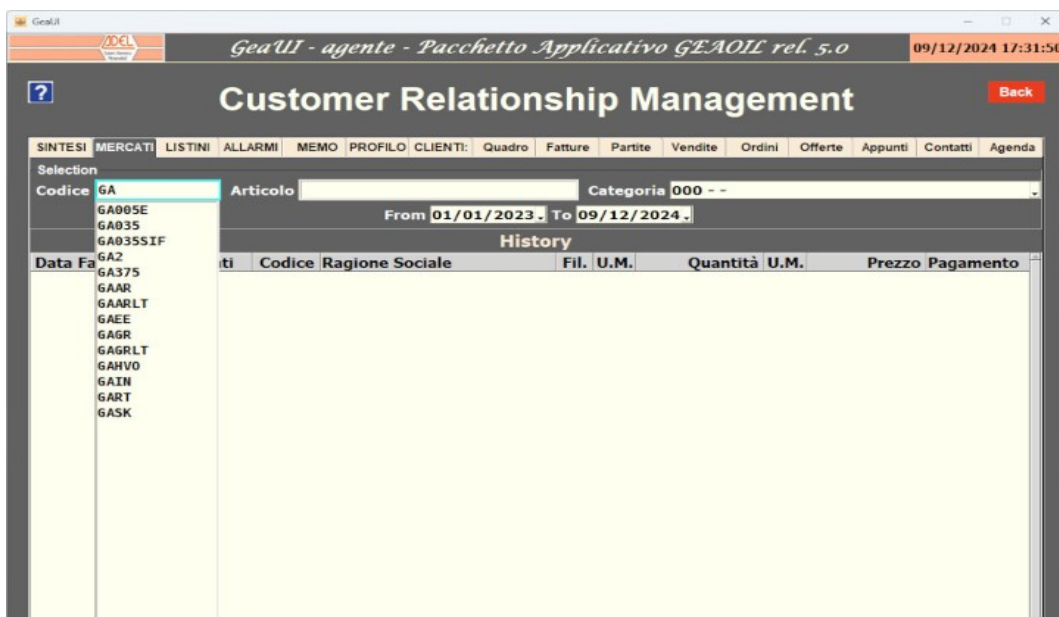 GeaUI
ADEL
GeaUI - agente - Pacchetto Applicativo GEAOIL rel. 5.0
09/12/2024 17:31:50
?
Customer Relationship Management
Back
SINTESI MERCATI LISTINI ALLARMI MEMO PROFILO CLIENTI: Quadro Fatture Partite Vendite Ordini Offerte Appunti Contatti Agenda
Selection
Codice GA Articolo Categoria 000 - -
From 01/01/2023 To 09/12/2024
History
Data Fa ti Codice Ragione Sociale Fil. U.M. Quantità U.M. Prezzo Pagamento
GA005E
GA035
GA035SIF
GA2
GA375
GAAR
GAARLT
GAEE
GAGR
GAGRLT
GAHVO
GAIN
GART
GASK